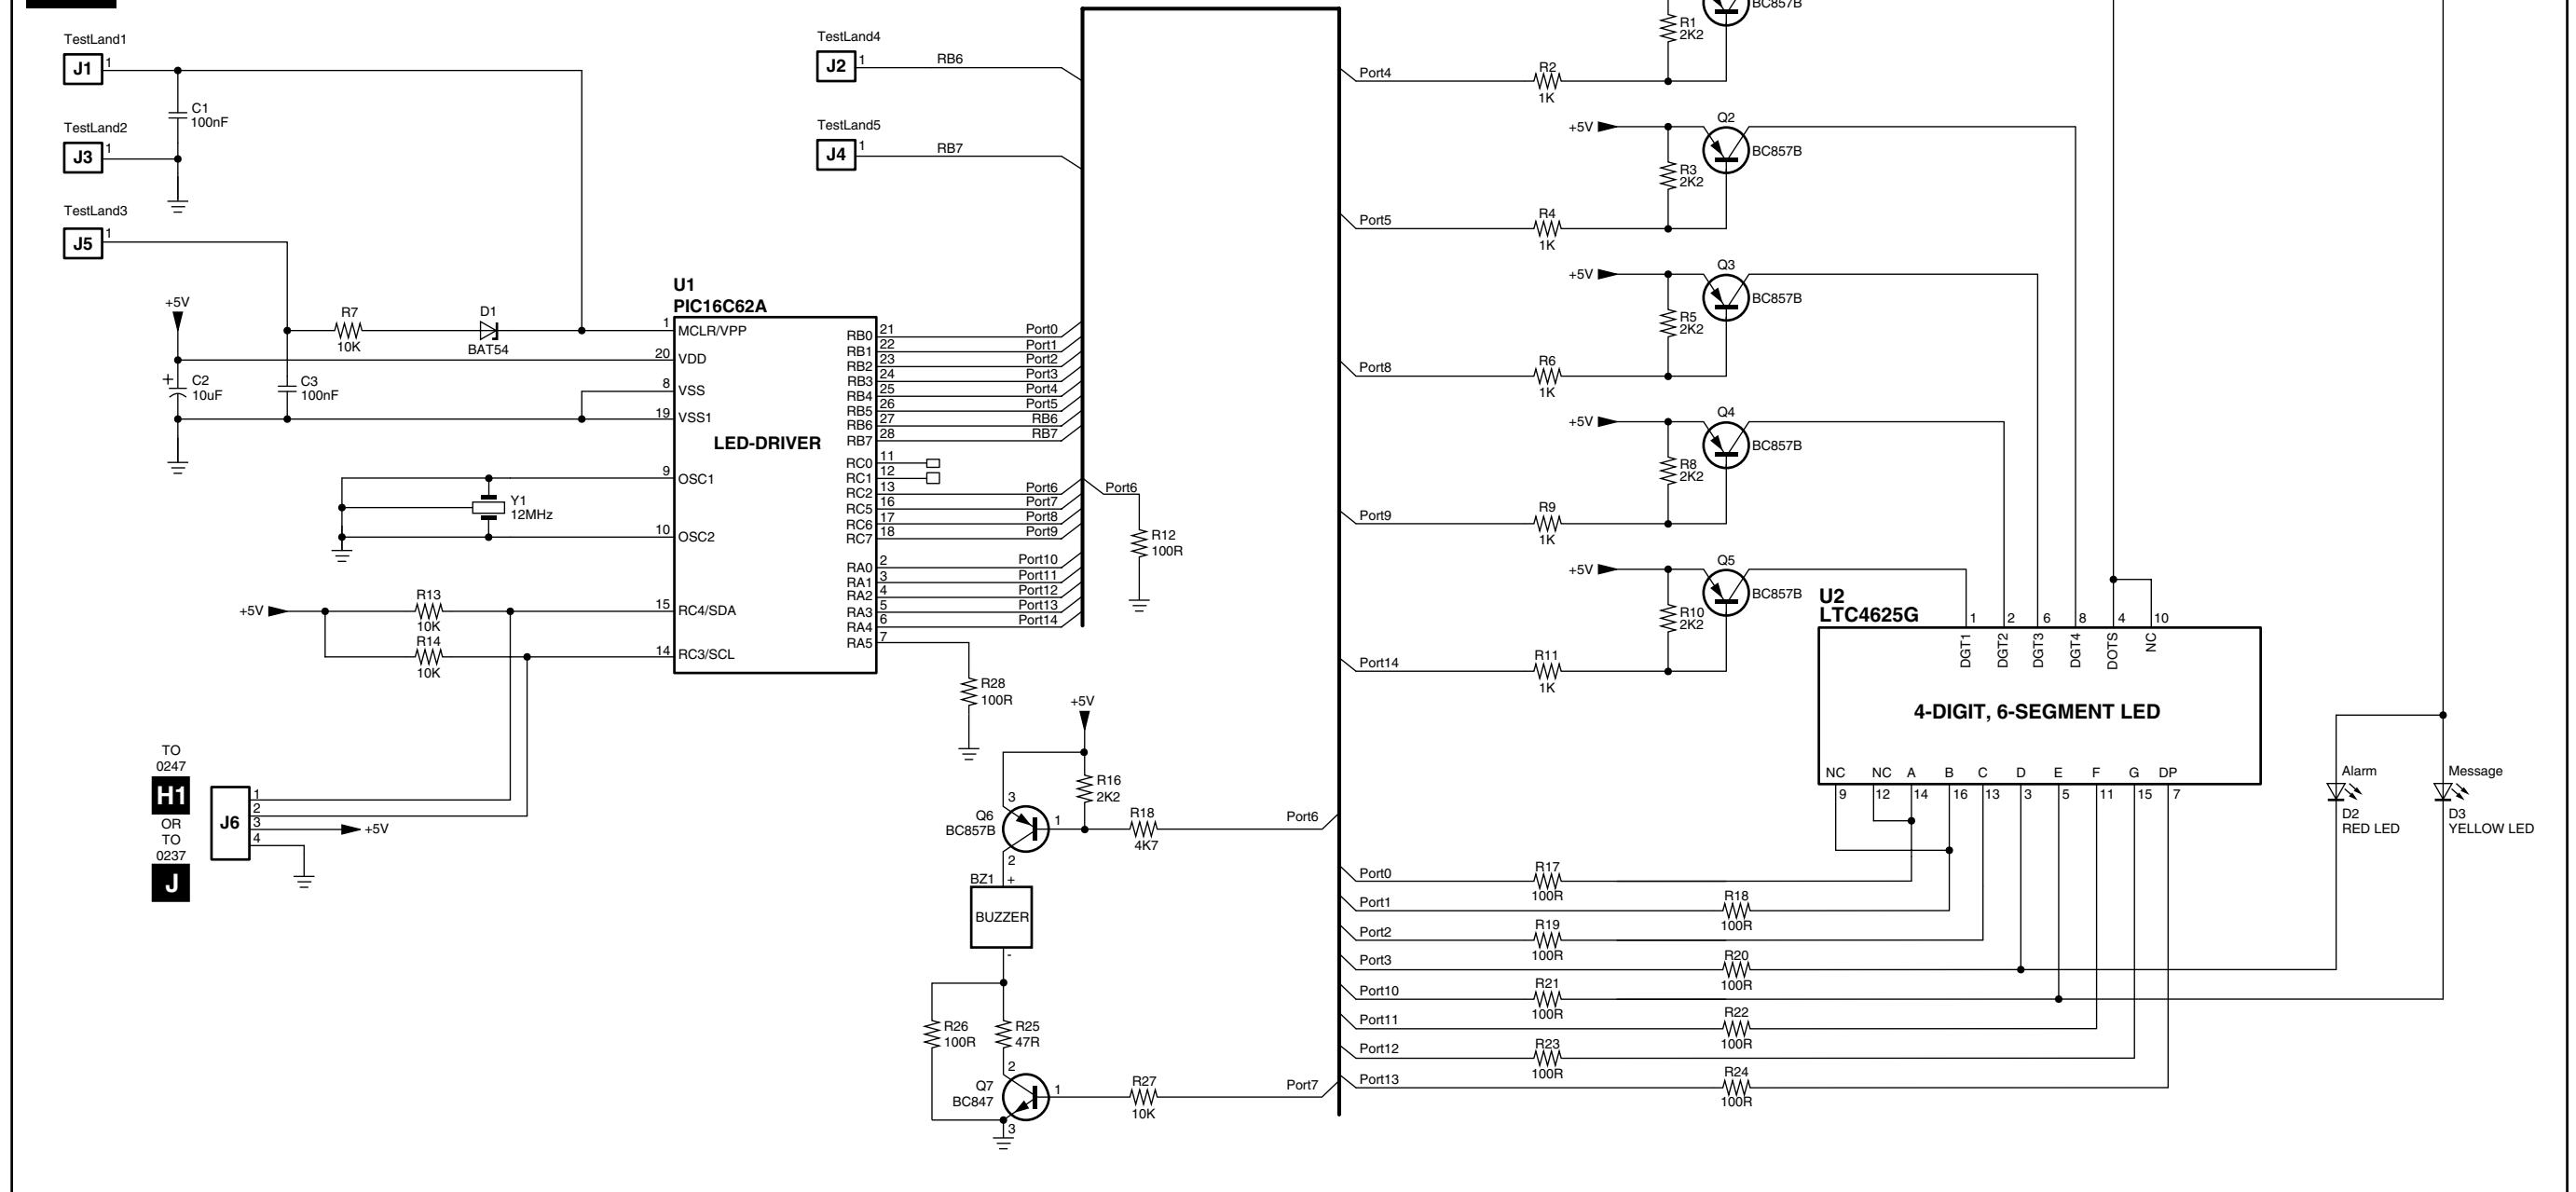 TestLand1
J1 1
C1
100nF
TestLand2
J3 1
TestLand3
J5 1
+5V
R7
10K
D1
BAT54
C2
+ 10uF
C3
100nF
Y1
12MHz
+5V
R13
10K
R14
10K
TO
0247
H1
OR
TO
0237
J
J6
1
2
3
4
+5V
U1
PIC16C62A
LED-DRIVER
1 MCLR/VPP
20 VDD
8 VSS
19 VSS1
9 OSC1
10 OSC2
15 RC4/SDA
14 RC3/SCL
RB0 21 Port0
RB1 22 Port1
RB2 23 Port2
RB3 24 Port3
RB4 25 Port4
RB5 26 Port5
RB6 27 RB6
RB7 28 RB7
RC0 11
RC1 12
RC2 13 Port6
RC5 16 Port7
RC6 17 Port8
RC7 18 Port9
RA0 2 Port10
RA1 3 Port11
RA2 4 Port12
RA3 5 Port13
RA4 6 Port14
RA5 7
R28
100R
TestLand4
J2 1 RB6
TestLand5
J4 1 RB7
Port6
R12
100R
+5V
R16
2K2
3
Q6
BC857B
1
2
R18
4K7
Port6
BZ1 +
BUZZER
-
R26
100R
R25
47R
2
Q7
BC847
1
3
R27
10K
Port7
R1
2K2
BC857B
Port4
R2
1K
+5V
Q2
BC857B
R3
2K2
Port5
R4
1K
+5V
Q3
BC857B
R5
2K2
Port8
R6
1K
+5V
Q4
BC857B
R8
2K2
Port9
R9
1K
+5V
Q5
BC857B
R10
2K2
Port14
R11
1K
U2
LTC4625G
1 2 6 8 4 10
DGT1 DGT2 DGT3 DGT4 DOTS NC
4-DIGIT, 6-SEGMENT LED
NC NC A B C D E F G DP
9 12 14 16 13 3 5 11 15 7
Alarm
D2
RED LED
Message
D3
YELLOW LED
Port0
R17
100R
Port1
R18
100R
Port2
R19
100R
Port3
R20
100R
Port10
R21
100R
Port11
R22
100R
Port12
R23
100R
Port13
R24
100R